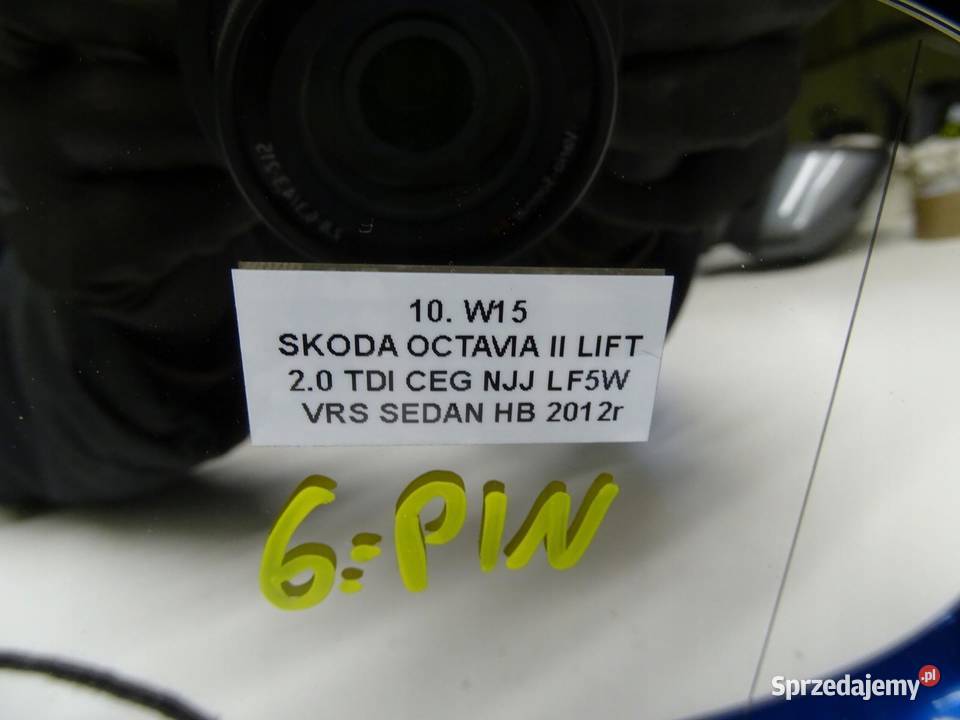 10. W15
SKODA OCTAVIA II LIFT
2.0 TDI CEG NJJ LF5W
VRS SEDAN HB 2012r
6:PIN
Sprzedajemy.pl